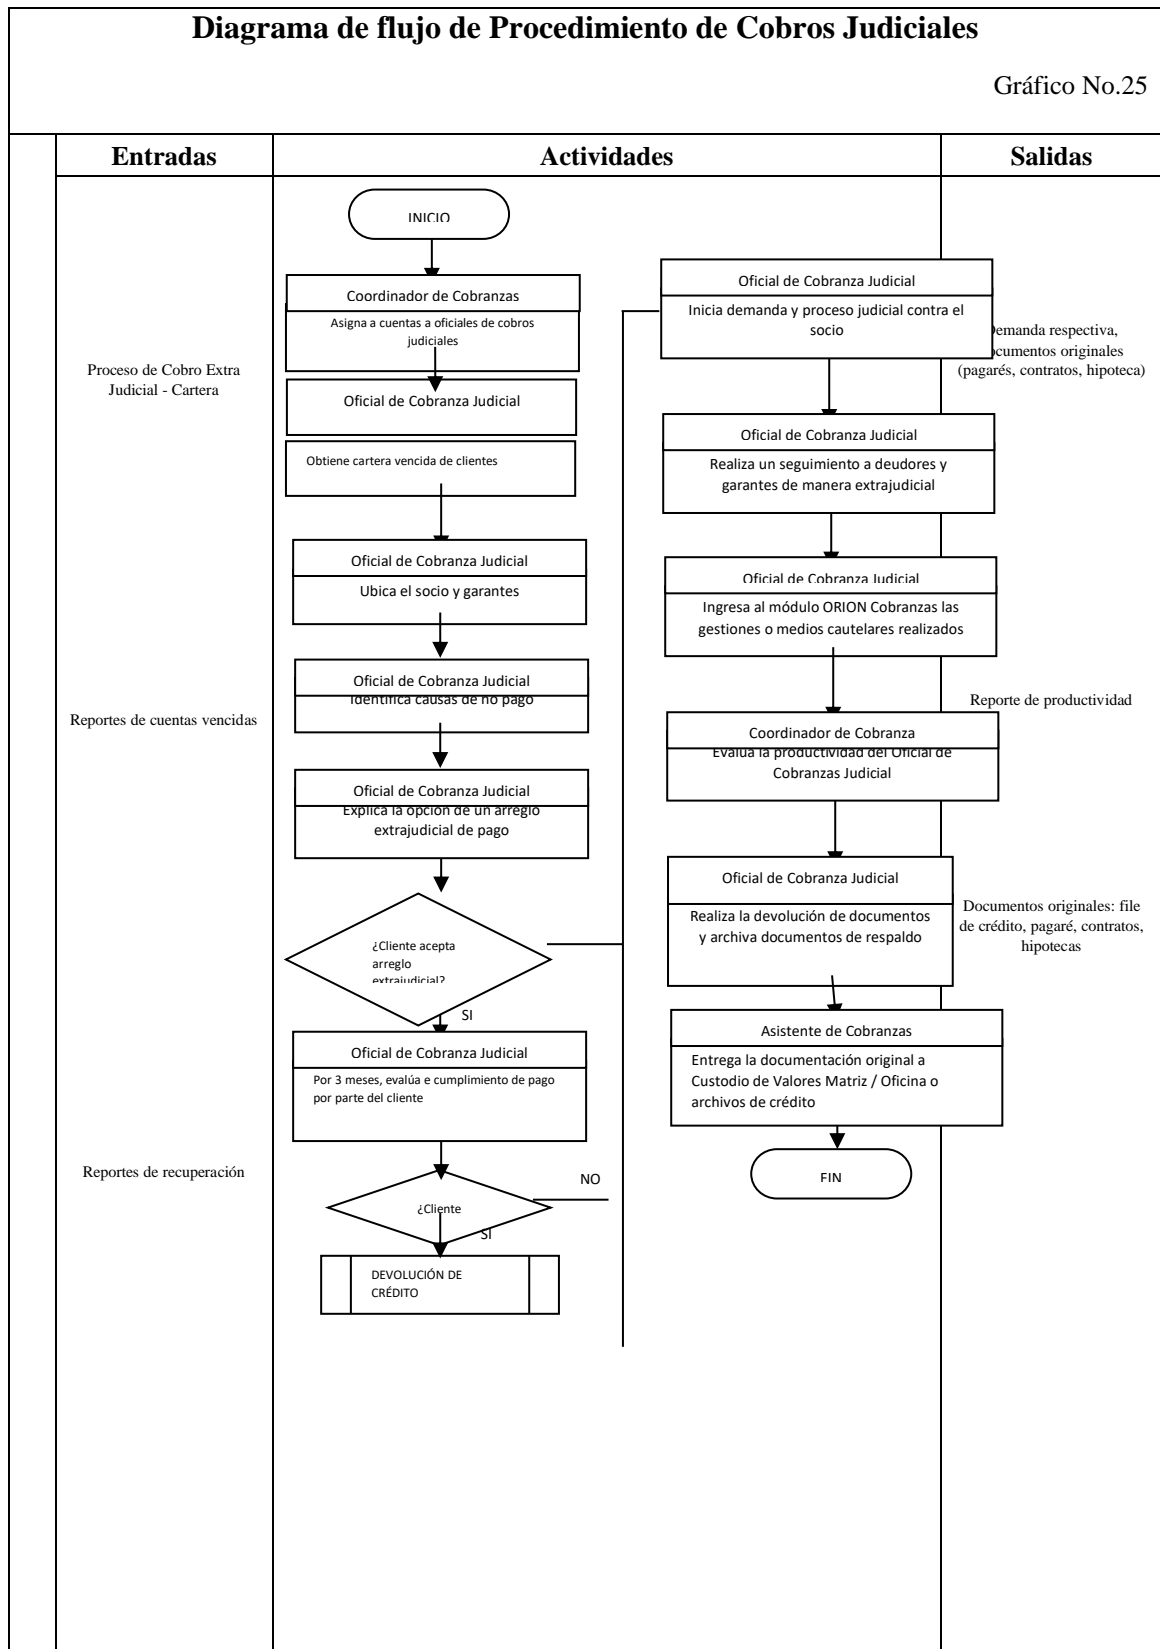 Diagrama de flujo de Procedimiento de Cobros Judiciales
Gráfico No.25
Entradas
Actividades
Salidas
Proceso de Cobro Extra
Judicial - Cartera
Reportes de cuentas vencidas
Reportes de recuperación
INICIO
Coordinador de Cobranzas
Asigna a cuentas a oficiales de cobros
judiciales
Oficial de Cobranza Judicial
Obtiene cartera vencida de clientes
Oficial de Cobranza Judicial
Ubica el socio y garantes
Oficial de Cobranza Judicial
Identifica causas de no pago
Oficial de Cobranza Judicial
Explica la opción de un arreglo
extrajudicial de pago
¿Cliente acepta
arreglo
extrajudicial?
SI
Oficial de Cobranza Judicial
Por 3 meses, evalúa e cumplimiento de pago
por parte del cliente
¿Cliente
NO
SI
DEVOLUCIÓN DE
CRÉDITO
Oficial de Cobranza Judicial
Inicia demanda y proceso judicial contra el
socio
Oficial de Cobranza Judicial
Realiza un seguimiento a deudores y
garantes de manera extrajudicial
Oficial de Cobranza Judicial
Ingresa al módulo ORION Cobranzas las
gestiones o medios cautelares realizados
Coordinador de Cobranza
Evalúa la productividad del Oficial de
Cobranzas Judicial
Oficial de Cobranza Judicial
Realiza la devolución de documentos
y archiva documentos de respaldo
Asistente de Cobranzas
Entrega la documentación original a
Custodio de Valores Matriz / Oficina o
archivos de crédito
FIN
emanda respectiva,
ocumentos originales
(pagarés, contratos, hipoteca)
Reporte de productividad
Documentos originales: file
de crédito, pagaré, contratos,
hipotecas